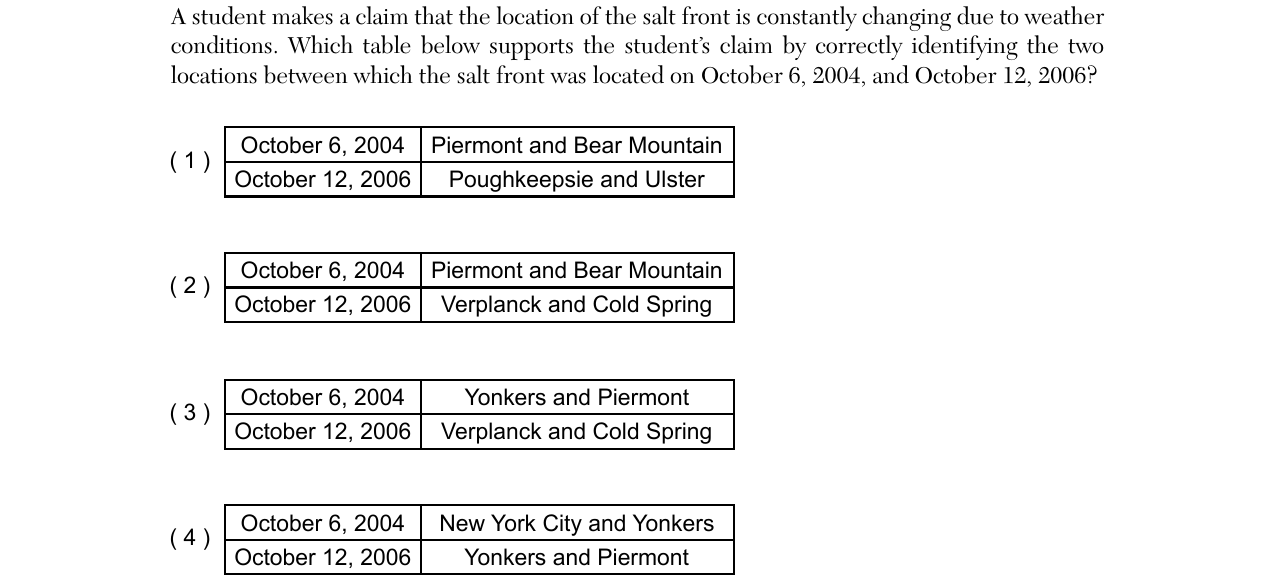 A student makes a claim that the location of the salt front is constantly changing due to weather
conditions. Which table below supports the student’s claim by correctly identifying the two
locations between which the salt front was located on October 6, 2004, and October 12, 2006?
( 1 ) October 6, 2004 Piermont and Bear Mountain
October 12, 2006 Poughkeepsie and Ulster
( 2 ) October 6, 2004 Piermont and Bear Mountain
October 12, 2006 Verplanck and Cold Spring
( 3 ) October 6, 2004 Yonkers and Piermont
October 12, 2006 Verplanck and Cold Spring
( 4 ) October 6, 2004 New York City and Yonkers
October 12, 2006 Yonkers and Piermont